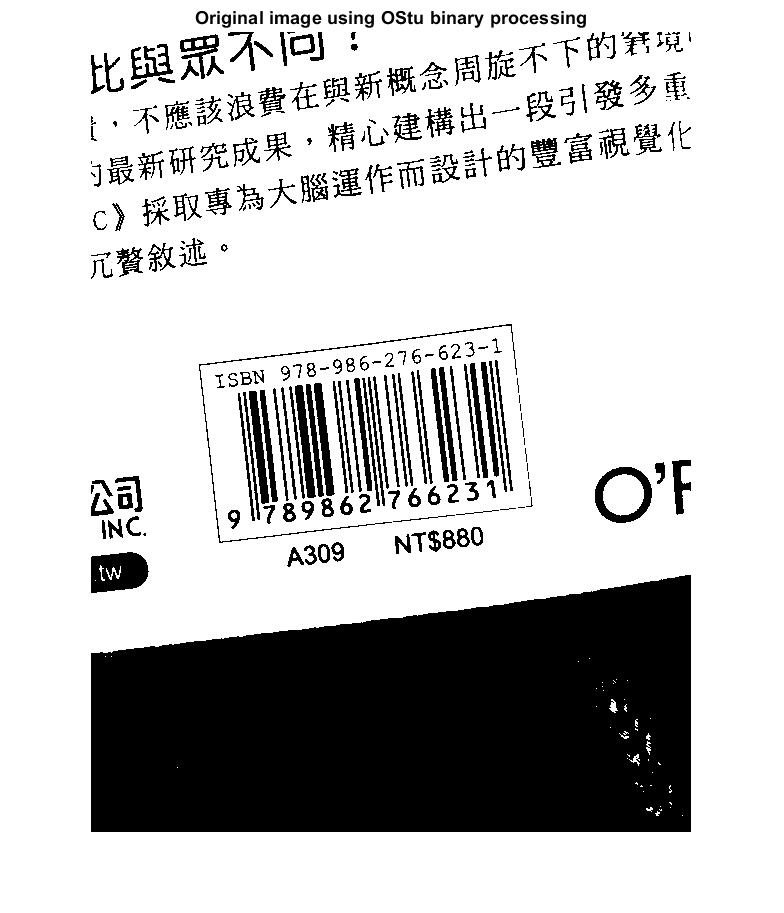 Original image using OStu binary processing
比與眾不同！
，不應該浪費在與新概念周旋不下的窘境
最新研究成果，精心建構出一段引發多重
C》採取專為大腦運作而設計的豐富視覺化
冗贅敘述。
ISBN 978-986-276-623-1
9 789862 766231
A309 NT$880
公司
INC.
.tw
O'R